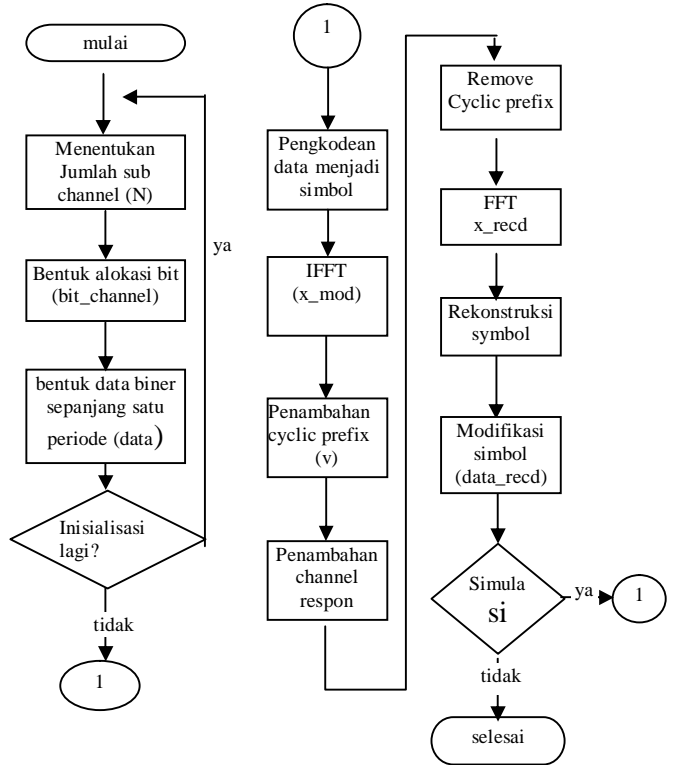 mulai
Menentukan
Jumlah sub
channel (N)
ya
Bentuk alokasi bit
(bit_channel)
bentuk data biner
sepanjang satu
periode (data)
Inisialisasi
lagi?
tidak
1
1
Pengkodean
data menjadi
simbol
IFFT
(x_mod)
Penambahan
cyclic prefix
(v)
Penambahan
channel
respon
Remove
Cyclic prefix
FFT
x_recd
Rekonstruksi
symbol
Modifikasi
simbol
(data_recd)
Simula
si
ya
1
tidak
selesai